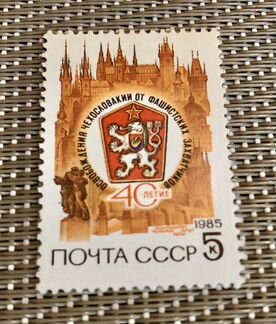 ОСВОБОЖДЕНИЯ ЧЕХОСЛОВАКИИ ОТ ФАШИСТСКИХ ЗАХВАТЧИКОВ
40-ЛЕТИЕ
1985
ПОЧТА СССР 5